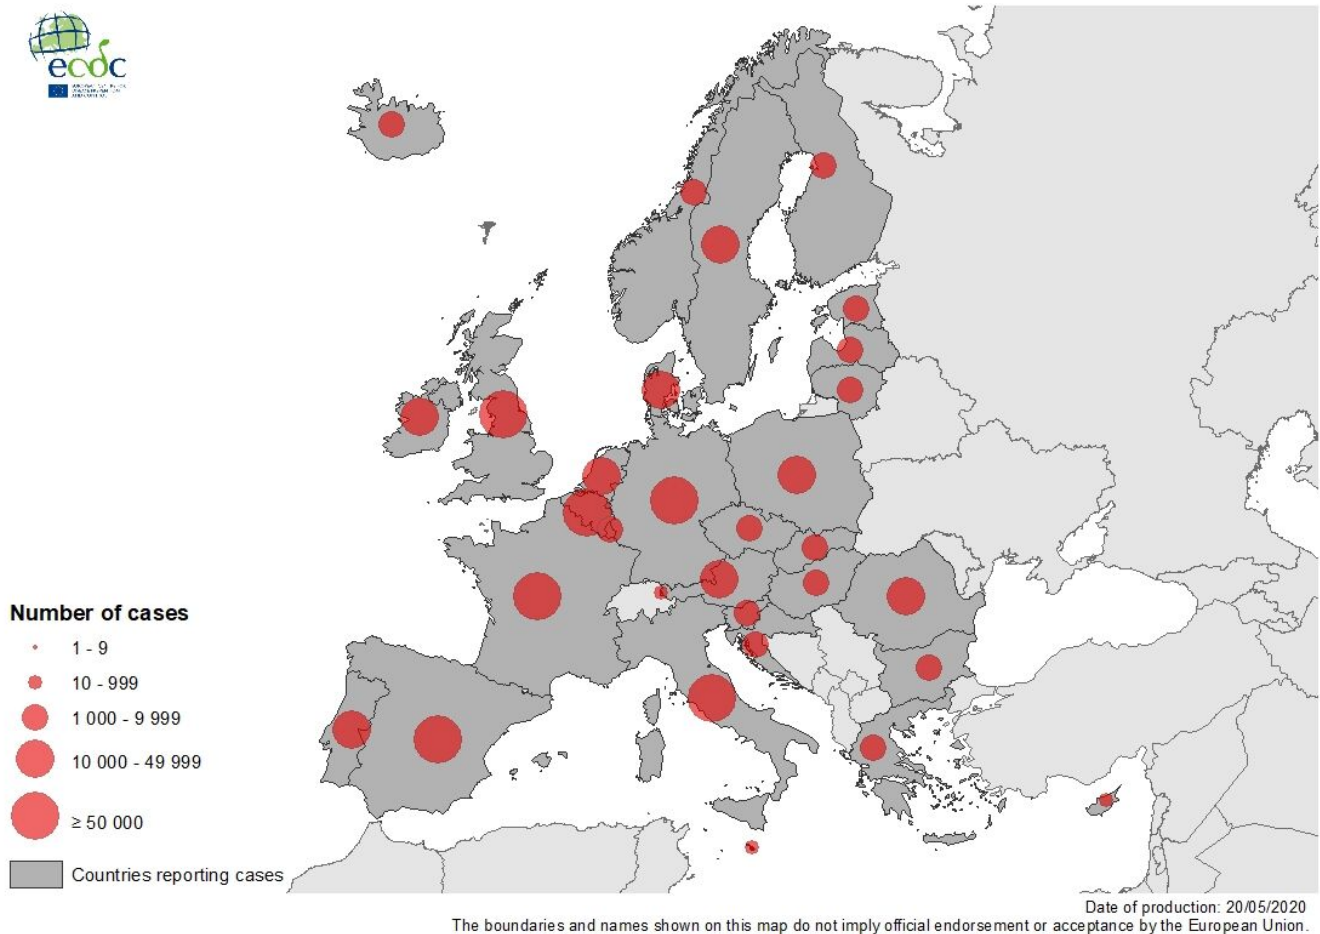 ecdc
Number of cases
1 - 9
10 - 999
1 000 - 9 999
10 000 - 49 999
≥ 50 000
Countries reporting cases
Date of production: 20/05/2020
The boundaries and names shown on this map do not imply official endorsement or acceptance by the European Union.